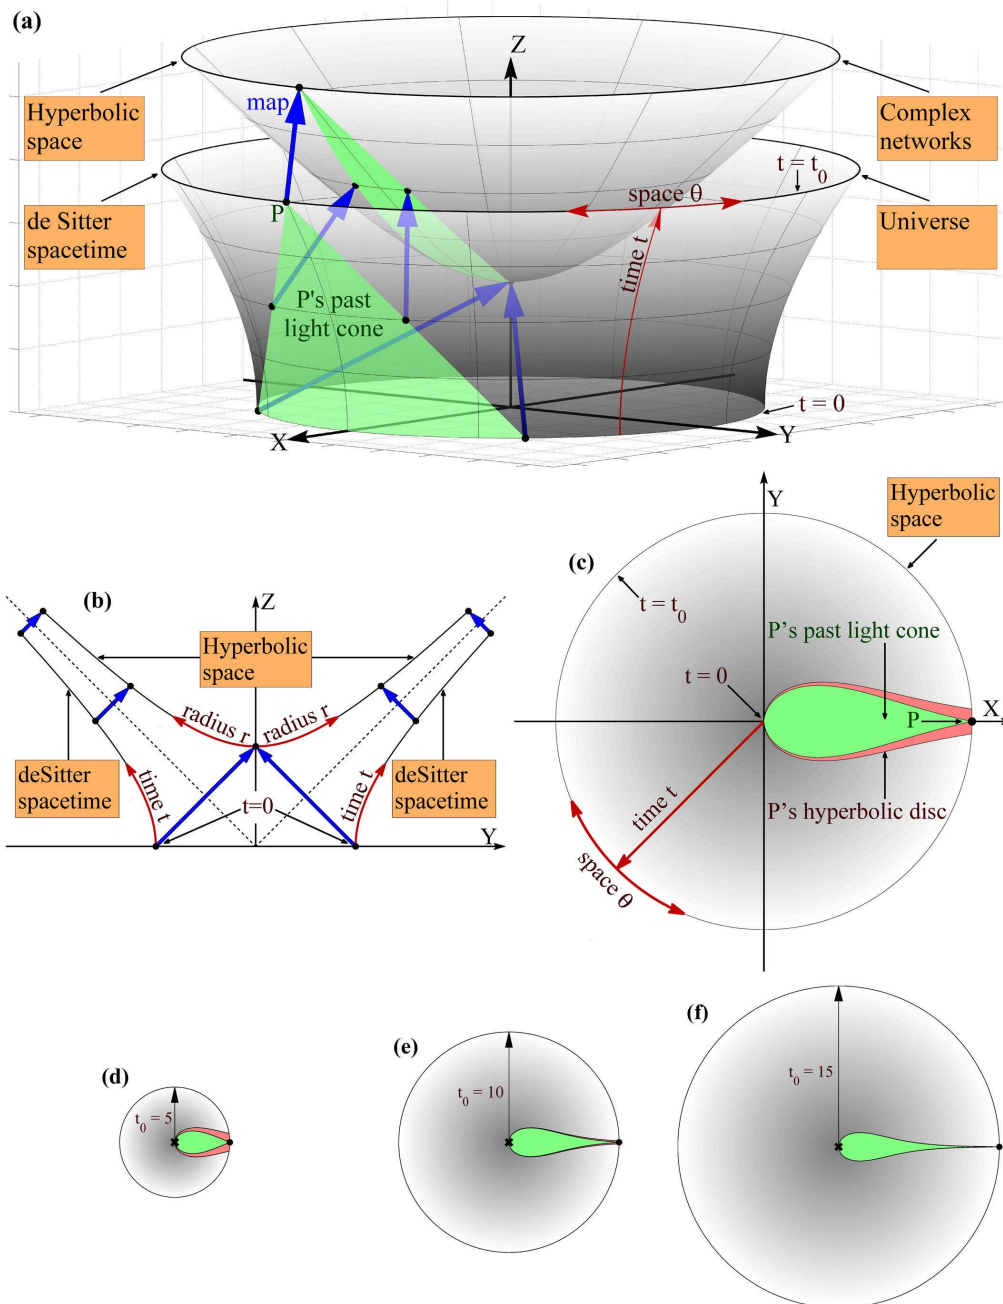 (a)
Z
Hyperbolic
space
map
Complex
networks
t = t0
space θ
de Sitter
spacetime
P
Universe
time t
P's past
light cone
t = 0
X
Y
Y
Hyperbolic
space
(c)
(b)
Z
t = t0
Hyperbolic
space
P's past light cone
t = 0
radius r
radius r
P
X
deSitter
spacetime
time t
t=0
time t
deSitter
spacetime
Y
P's hyperbolic disc
time t
space θ
(f)
(e)
(d)
t0 = 5
t0 = 10
t0 = 15